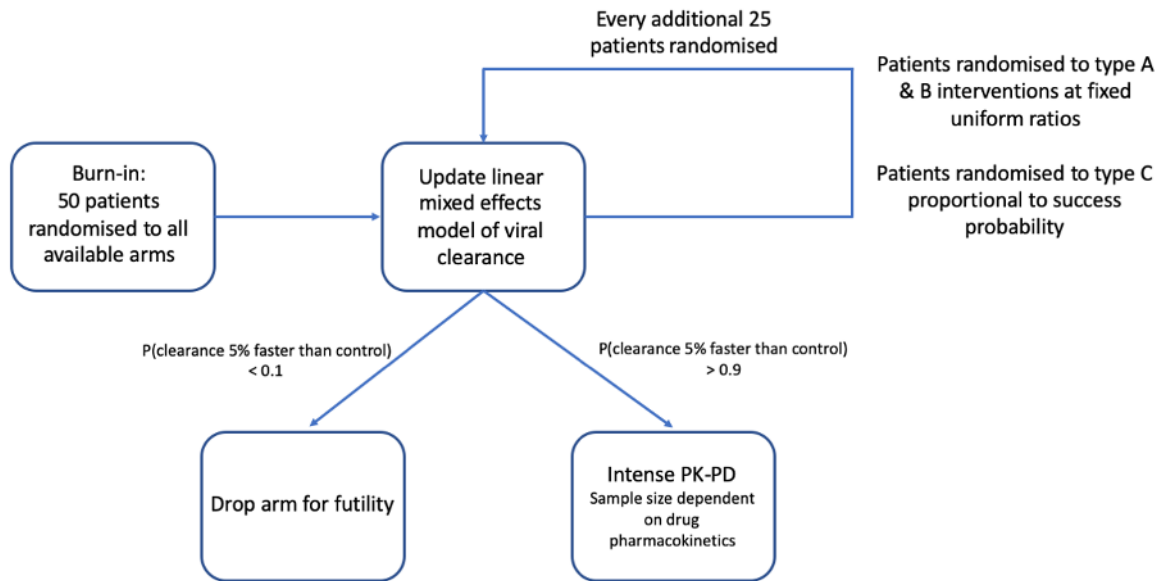 Every additional 25
patients randomised
Patients randomised to type A
& B interventions at fixed
uniform ratios
Patients randomised to type C
proportional to success
probability
Burn-in:
50 patients
randomised to all
available arms
Update linear
mixed effects
model of viral
clearance
P(clearance 5% faster than control)
< 0.1
P(clearance 5% faster than control)
> 0.9
Drop arm for futility
Intense PK-PD
Sample size dependent
on drug
pharmacokinetics